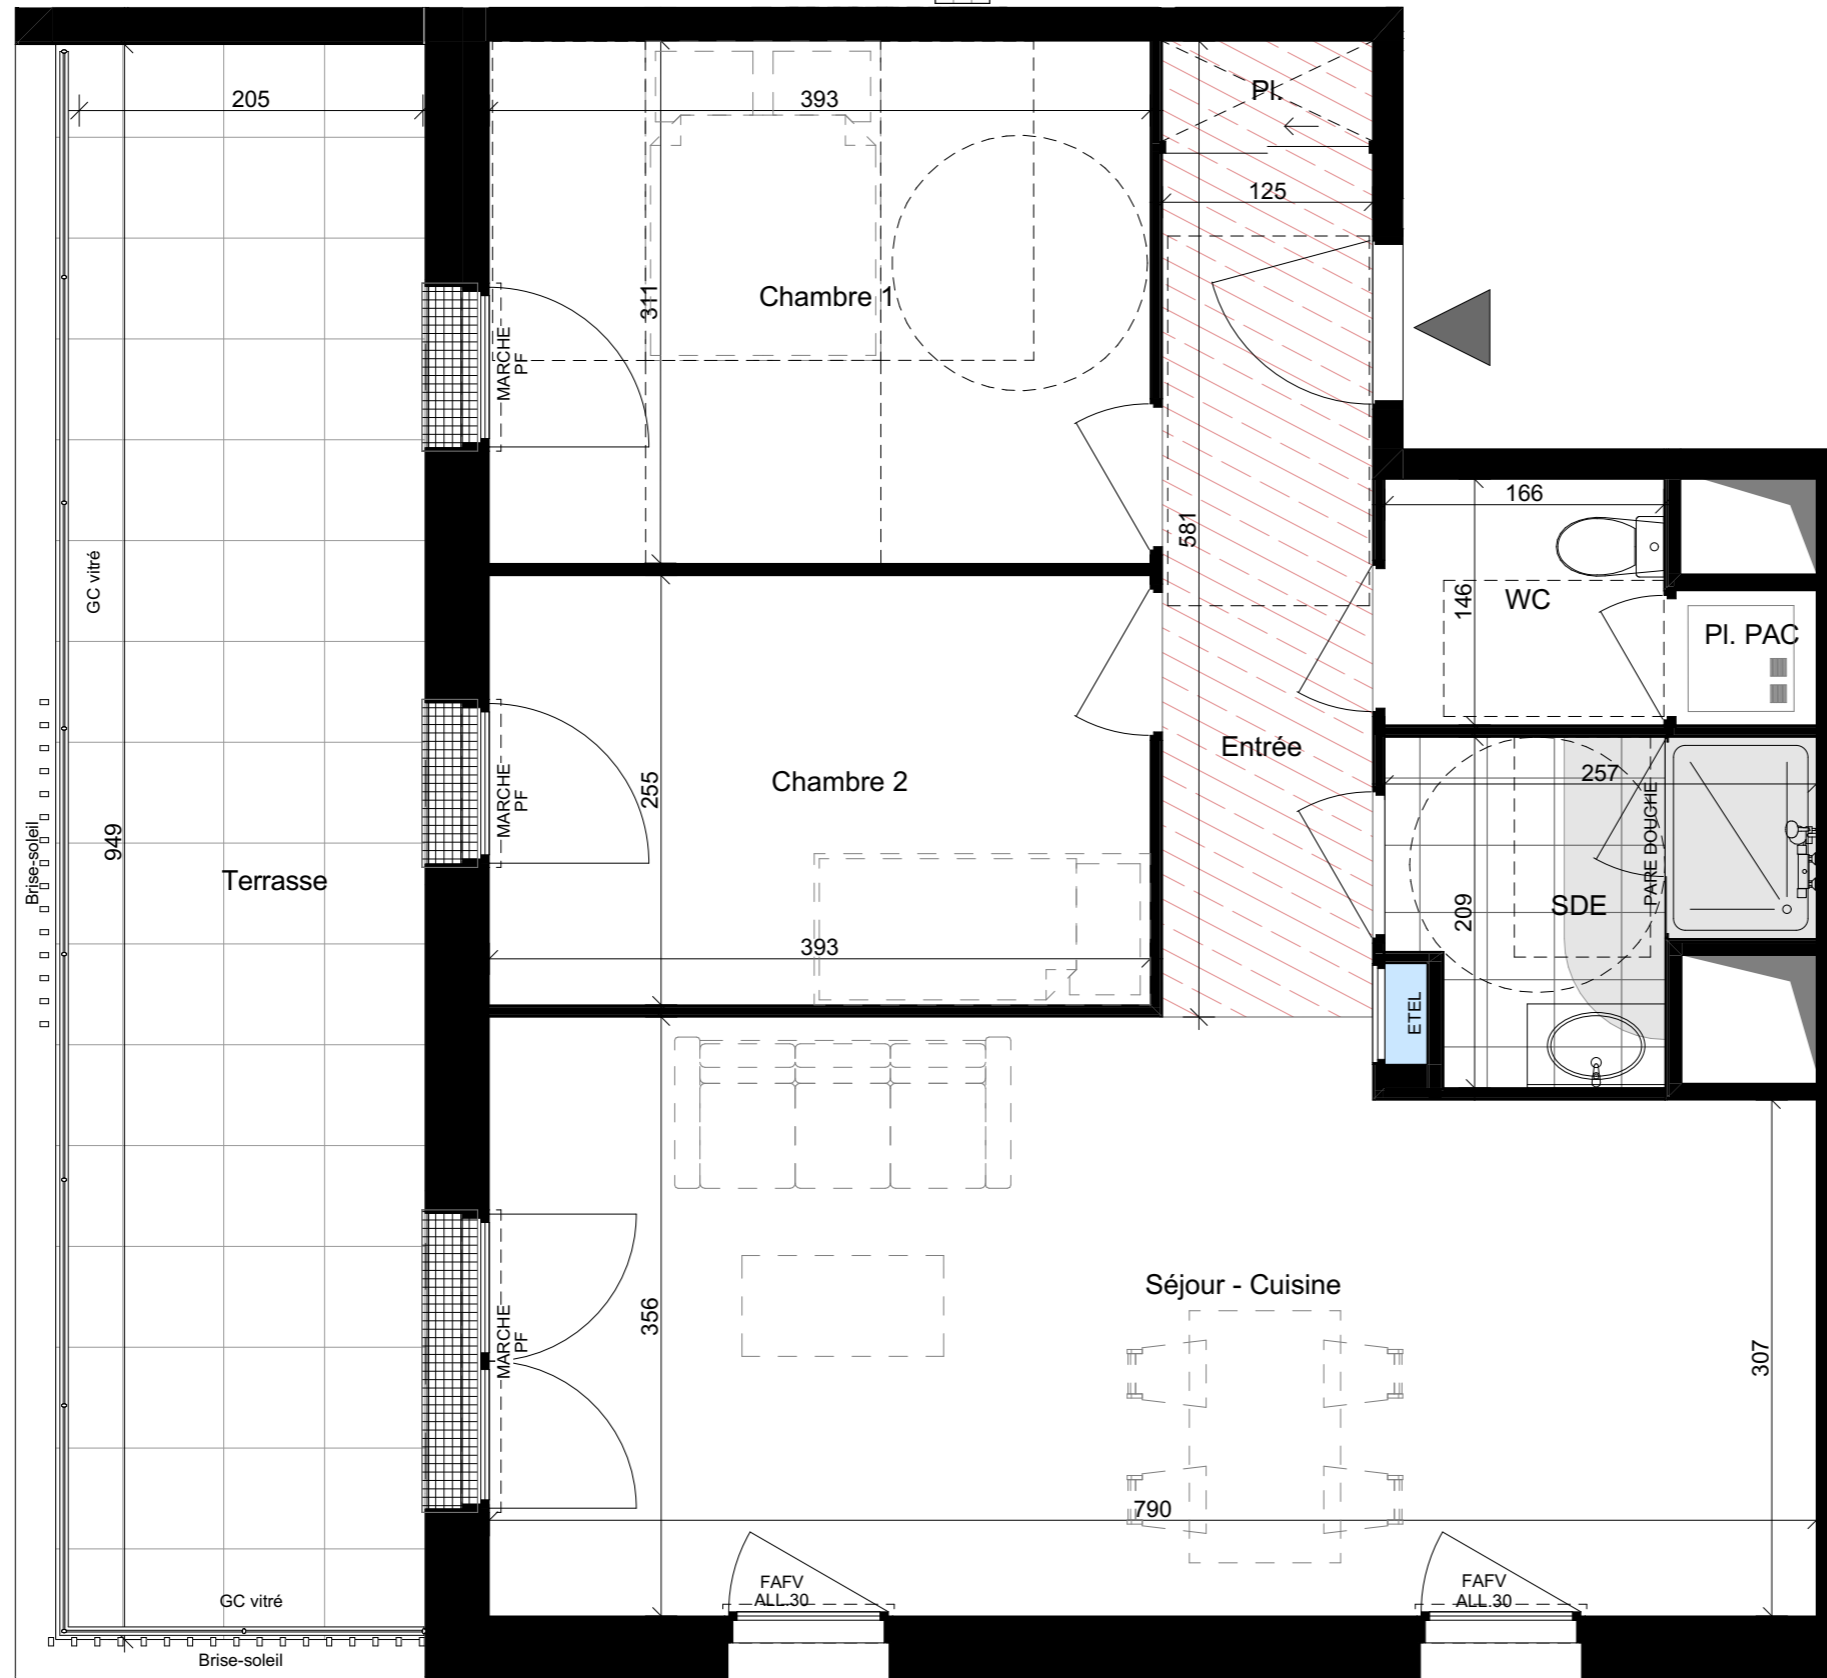 205
393
Pl.
125
311
Chambre 1
MARCHE
PF
581
166
146
WC
Pl. PAC
GC vitré
Entrée
257
PARE DOUCHE
Chambre 2
255
MARCHE
PF
Brise-soleil
949
Terrasse
209
SDE
393
ETEL
Séjour - Cuisine
356
MARCHE
PF
307
790
FAFV
ALL.30
FAFV
ALL.30
GC vitré
Brise-soleil